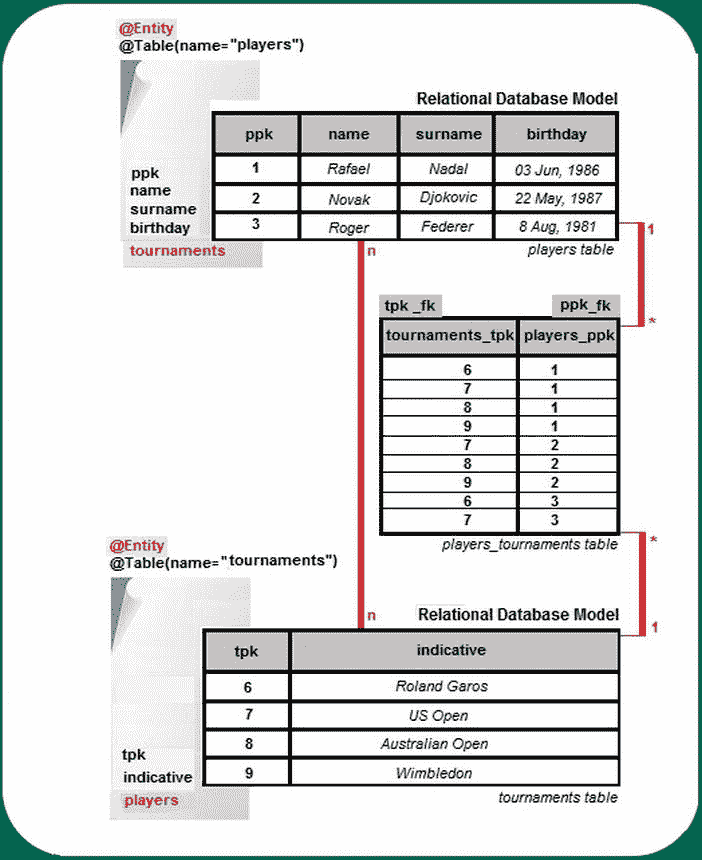 @Entity
@Table(name="players")
Relational Database Model
ppk name surname birthday
1 Rafael Nadal 03 Jun, 1986
2 Novak Djokovic 22 May, 1987
3 Roger Federer 8 Aug, 1981
ppk
name
surname
birthday
tournaments
players table
n
1
*
tpk _fk ppk_fk
tournaments_tpk players_ppk
6 1
7 1
8 1
9 1
7 2
8 2
9 2
6 3
7 3
players_tournaments table
*
1
n
@Entity
@Table(name="tournaments")
Relational Database Model
tpk indicative
6 Roland Garos
7 US Open
8 Australian Open
9 Wimbledon
tpk
indicative
players
tournaments table